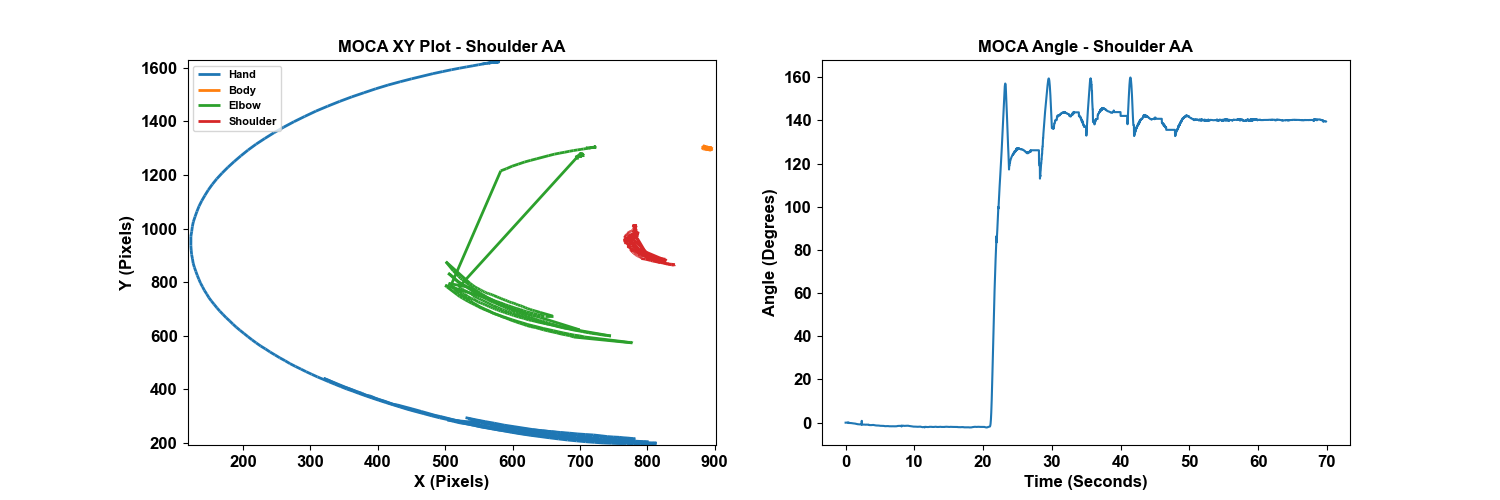 MOCA XY Plot - Shoulder AA
Y (Pixels)
1600
1400
1200
1000
800
600
400
200
Hand
Body
Elbow
Shoulder
200 300 400 500 600 700 800 900
X (Pixels)
MOCA Angle - Shoulder AA
Angle (Degrees)
160
140
120
100
80
60
40
20
0
0 10 20 30 40 50 60 70
Time (Seconds)